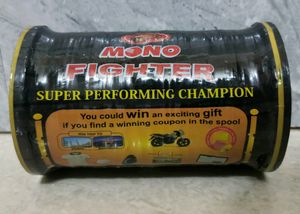 MONO
FIGHTER
SUPER PERFORMING CHAMPION
You could win an exciting gift
if you find a winning coupon in the spool